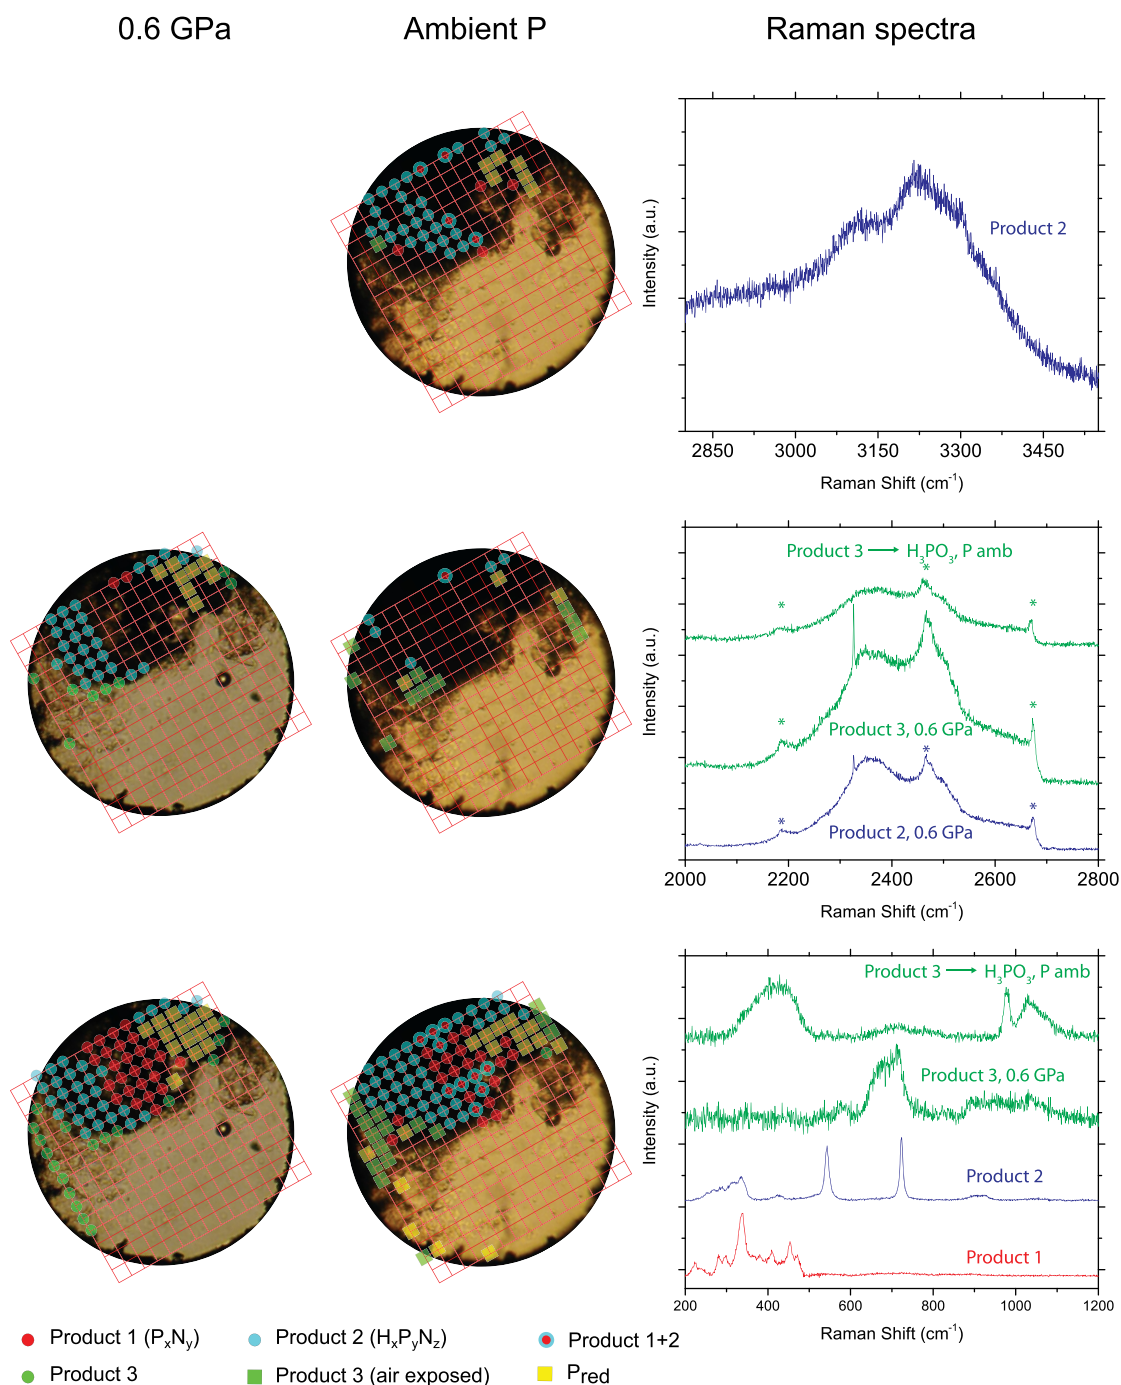 0.6 GPa Ambient P Raman spectra
Intensity (a.u.)
Product 2
2850 3000 3150 3300 3450
Raman Shift (cm⁻¹)
Intensity (a.u.)
Product 3 ⟶ H₃PO₃, P amb
*
* *
* *
Product 3, 0.6 GPa
*
* *
Product 2, 0.6 GPa
2000 2200 2400 2600 2800
Raman Shift (cm⁻¹)
Intensity (a.u.)
Product 3 ⟶ H₃PO₃, P amb
Product 3, 0.6 GPa
Product 2
Product 1
200 400 600 800 1000 1200
Raman Shift (cm⁻¹)
Product 1 (PₓNᵧ) Product 2 (HₓPᵧN_z) Product 1+2
Product 3 Product 3 (air exposed) P_red